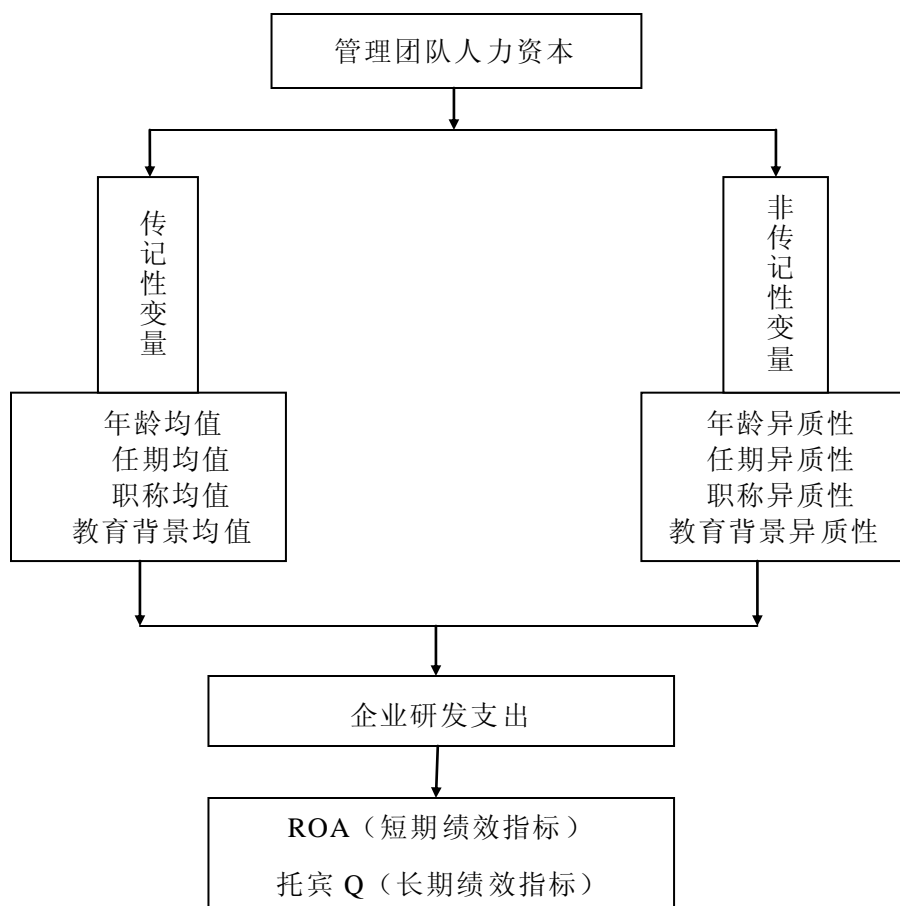 管理团队人力资本
传记性变量
非传记性变量
年龄均值
任期均值
职称均值
教育背景均值
年龄异质性
任期异质性
职称异质性
教育背景异质性
企业研发支出
ROA（短期绩效指标）
托宾 Q（长期绩效指标）